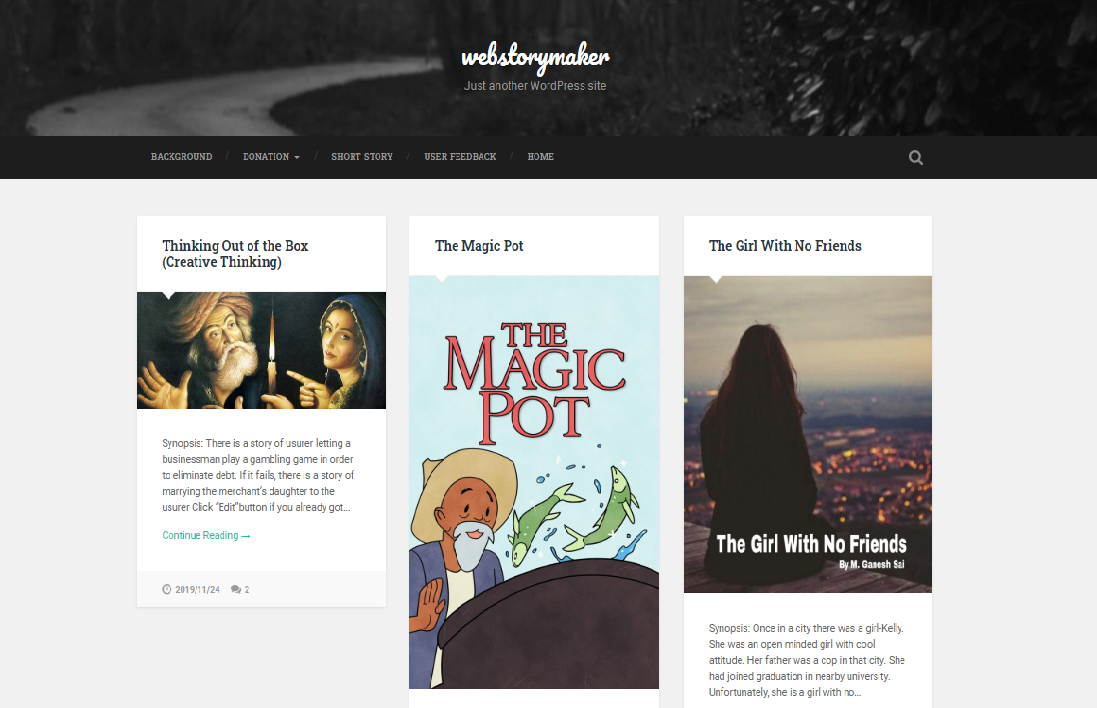 webstorymaker
Just another WordPress site
BACKGROUND / DONATION / SHORT STORY / USER FEEDBACK / HOME
Thinking Out of the Box
(Creative Thinking)
Synopsis: There is a story of usurer letting a
businessman play a gambling game in order
to eliminate debt. If it fails, there is a story of
marrying the merchant's daughter to the
usurer Click "Edit"button if you already got...
Continue Reading →
2019/11/24 2
The Magic Pot
THE
MAGIC
POT
The Girl With No Friends
The Girl With No Friends
By M. Ganesh Sai
Synopsis: Once in a city there was a girl-Kelly.
She was an open minded girl with cool
attitude. Her father was a cop in that city. She
had joined graduation in nearby university.
Unfortunately, she is a girl with no...